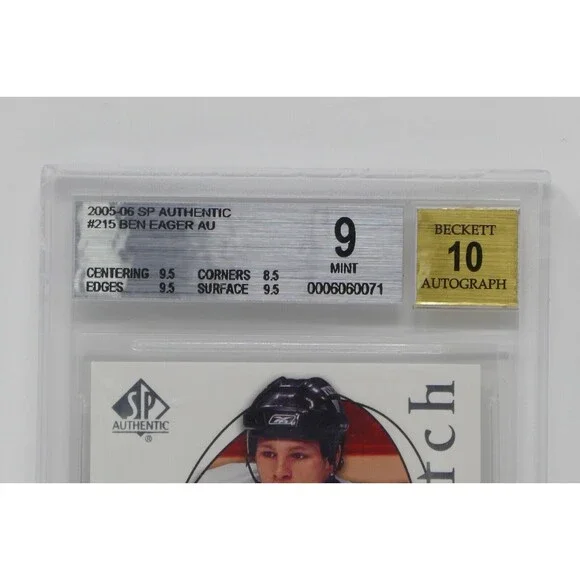 2005-06 SP AUTHENTIC
#215 BEN EAGER AU
CENTERING 9.5 CORNERS 8.5
EDGES 9.5 SURFACE 9.5
9
MINT
0006060071
BECKETT
10
AUTOGRAPH
SP
AUTHENTIC
®
tch